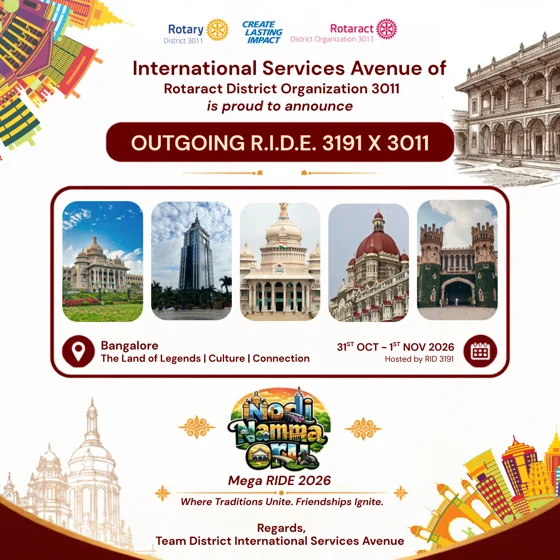 Rotary
District 3011
CREATE
LASTING
IMPACT
Rotaract
District Organization 3011
International Services Avenue of
Rotaract District Organization 3011
is proud to announce
OUTGOING R.I.D.E. 3191 X 3011
Bangalore
The Land of Legends | Culture | Connection
31ST OCT - 1ST NOV 2026
Hosted by RID 3191
Nodi
Namma
Oru
Mega RIDE 2026
Where Traditions Unite. Friendships Ignite.
Regards,
Team District International Services Avenue